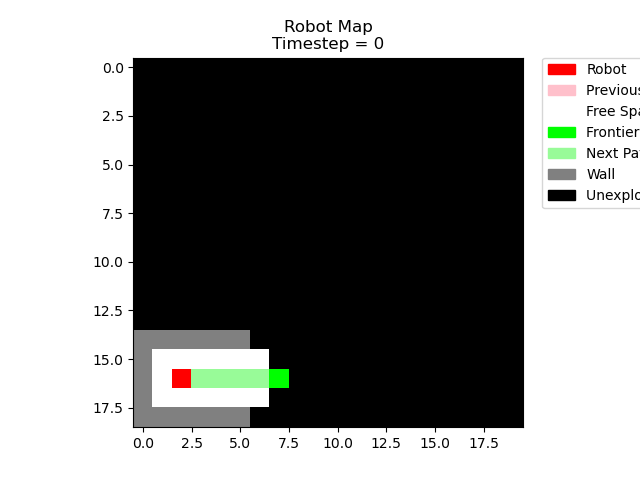 Robot Map
Timestep = 0
Robot
Previous
Free Spa
Frontier
Next Pa
Wall
Unexplo
0.0
2.5
5.0
7.5
10.0
12.5
15.0
17.5
0.0 2.5 5.0 7.5 10.0 12.5 15.0 17.5